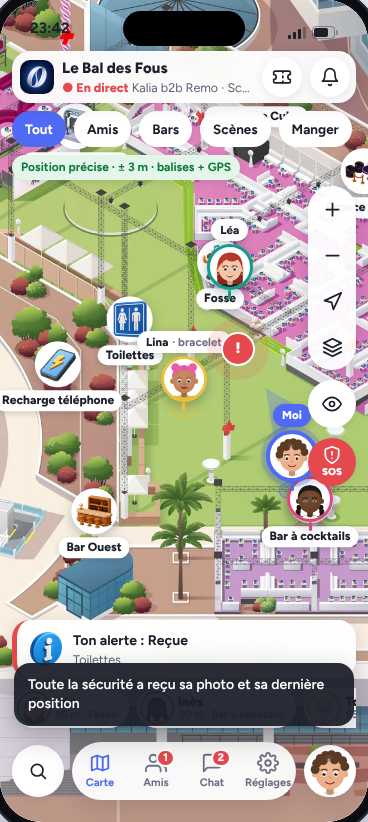 23:42
Le Bal des Fous
En direct Kalia b2b Remo · Sc...
Tout
Amis
Bars
Scènes
Manger
Position précise · ± 3 m · balises + GPS
Léa
Fosse
Lina · bracelet
!
Toilettes
Recharge téléphone
Moi
SOS
Bar à cocktails
Bar Ouest
Ton alerte : Reçue
Toilettes
Toute la sécurité a reçu sa photo et sa dernière
position
1
2
Carte
Amis
Chat
Réglages